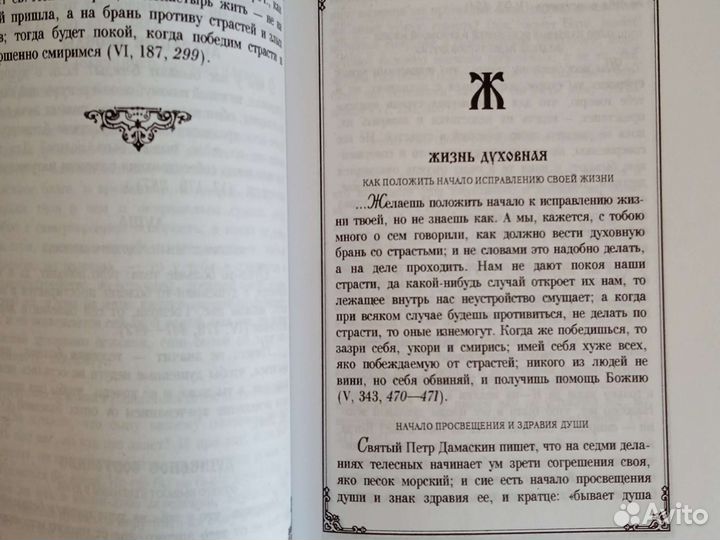 пастырь жить — не на
й пришла, а на брань противу страстей и злых
в; тогда будет покой, когда победим страсти и
ершенно смиримся (VI, 187, 299).
Ж
ЖИЗНЬ ДУХОВНАЯ
КАК ПОЛОЖИТЬ НАЧАЛО ИСПРАВЛЕНИЮ СВОЕЙ ЖИЗНИ
...Желаешь положить начало к исправлению жиз-
ни твоей, но не знаешь как. А мы, кажется, с тобою
много о сем говорили, как должно вести духовную
брань со страстьми; и не словами это надобно делать,
а на деле проходить. Нам не дают покоя наши
страсти, да какой-нибудь случай откроет их нам, то
лежащее внутрь нас неустройство смущает; а когда
при всяком случае будешь противиться, не делать по
страсти, то оные изнемогут. Когда же победишься, то
зазри себя, укори и смирись; имей себя хуже всех,
яко побеждаемую от страстей; никого из людей не
вини, но себя обвиняй, и получишь помощь Божию
(V, 343, 470—471).
НАЧАЛО ПРОСВЕЩЕНИЯ И ЗДРАВИЯ ДУШИ
Святый Петр Дамаскин пишет, что на седми дела-
ниях телесных начинает ум зрети согрешения своя,
яко песок морский; и сие есть начало просвещения
души и знак здравия ее, и кратце: «бывает душа
Avito